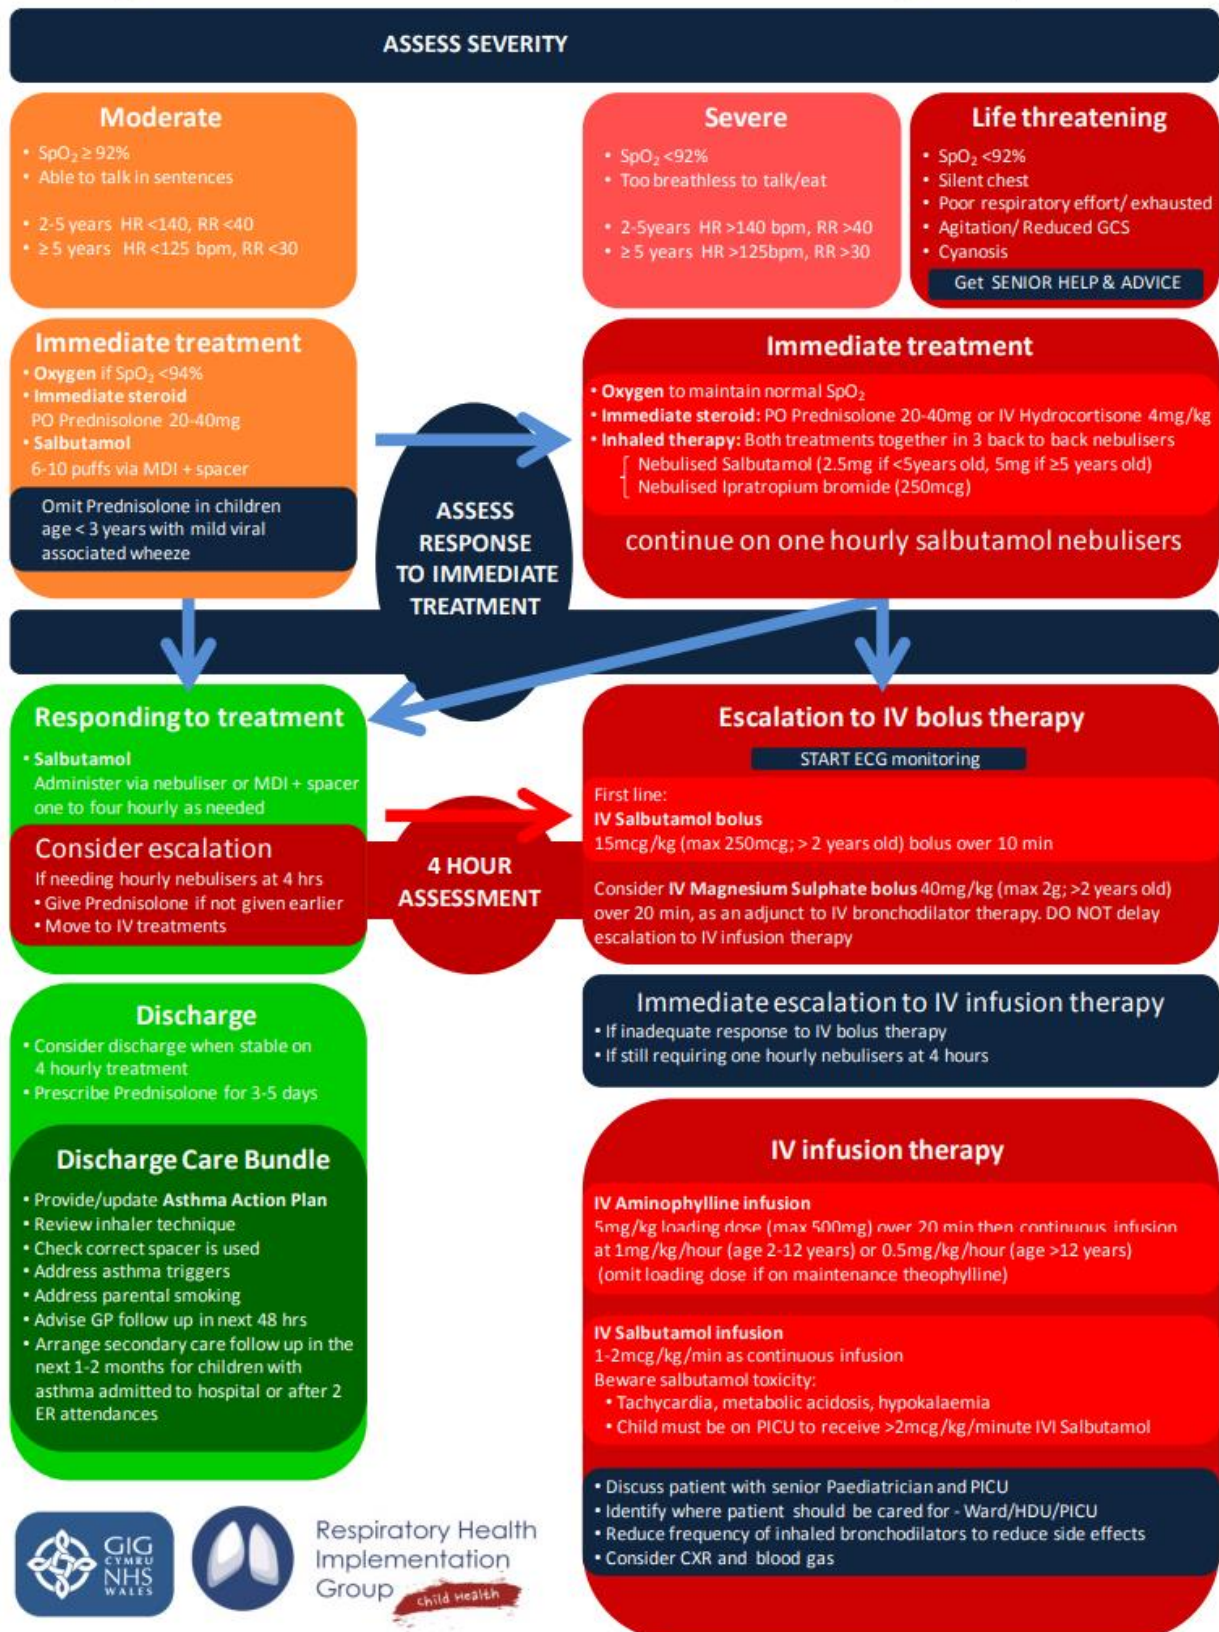 ASSESS SEVERITY
Moderate
• SpO₂ ≥ 92%
• Able to talk in sentences
• 2-5 years HR <140, RR <40
• ≥ 5 years HR <125 bpm, RR <30
Severe
• SpO₂ <92%
• Too breathless to talk/eat
• 2-5years HR >140 bpm, RR >40
• ≥ 5 years HR >125bpm, RR >30
Life threatening
• SpO₂ <92%
• Silent chest
• Poor respiratory effort/ exhausted
• Agitation/ Reduced GCS
• Cyanosis
Get SENIOR HELP & ADVICE
Immediate treatment
• Oxygen if SpO₂ <94%
• Immediate steroid
PO Prednisolone 20-40mg
• Salbutamol
6-10 puffs via MDI + spacer
Omit Prednisolone in children
age < 3 years with mild viral
associated wheeze
ASSESS
RESPONSE
TO IMMEDIATE
TREATMENT
Immediate treatment
• Oxygen to maintain normal SpO₂
• Immediate steroid: PO Prednisolone 20-40mg or IV Hydrocortisone 4mg/kg
• Inhaled therapy: Both treatments together in 3 back to back nebulisers
Nebulised Salbutamol (2.5mg if <5years old, 5mg if ≥5 years old)
Nebulised Ipratropium bromide (250mcg)
continue on one hourly salbutamol nebulisers
Responding to treatment
• Salbutamol
Administer via nebuliser or MDI + spacer
one to four hourly as needed
Consider escalation
If needing hourly nebulisers at 4 hrs
• Give Prednisolone if not given earlier
• Move to IV treatments
4 HOUR
ASSESSMENT
Escalation to IV bolus therapy
START ECG monitoring
First line:
IV Salbutamol bolus
15mcg/kg (max 250mcg; > 2 years old) bolus over 10 min
Consider IV Magnesium Sulphate bolus 40mg/kg (max 2g; >2 years old)
over 20 min, as an adjunct to IV bronchodilator therapy. DO NOT delay
escalation to IV infusion therapy
Immediate escalation to IV infusion therapy
• If inadequate response to IV bolus therapy
• If still requiring one hourly nebulisers at 4 hours
Discharge
• Consider discharge when stable on
4 hourly treatment
• Prescribe Prednisolone for 3-5 days
Discharge Care Bundle
• Provide/update Asthma Action Plan
• Review inhaler technique
• Check correct spacer is used
• Address asthma triggers
• Address parental smoking
• Advise GP follow up in next 48 hrs
• Arrange secondary care follow up in the
next 1-2 months for children with
asthma admitted to hospital or after 2
ER attendances
IV infusion therapy
IV Aminophylline infusion
5mg/kg loading dose (max 500mg) over 20 min then continuous infusion
at 1mg/kg/hour (age 2-12 years) or 0.5mg/kg/hour (age >12 years)
(omit loading dose if on maintenance theophylline)
IV Salbutamol infusion
1-2mcg/kg/min as continuous infusion
Beware salbutamol toxicity:
• Tachycardia, metabolic acidosis, hypokalaemia
• Child must be on PICU to receive >2mcg/kg/minute IVI Salbutamol
• Discuss patient with senior Paediatrician and PICU
• Identify where patient should be cared for - Ward/HDU/PICU
• Reduce frequency of inhaled bronchodilators to reduce side effects
• Consider CXR and blood gas
GIG
CYMRU
NHS
WALES
Respiratory Health
Implementation
Group
Child Health